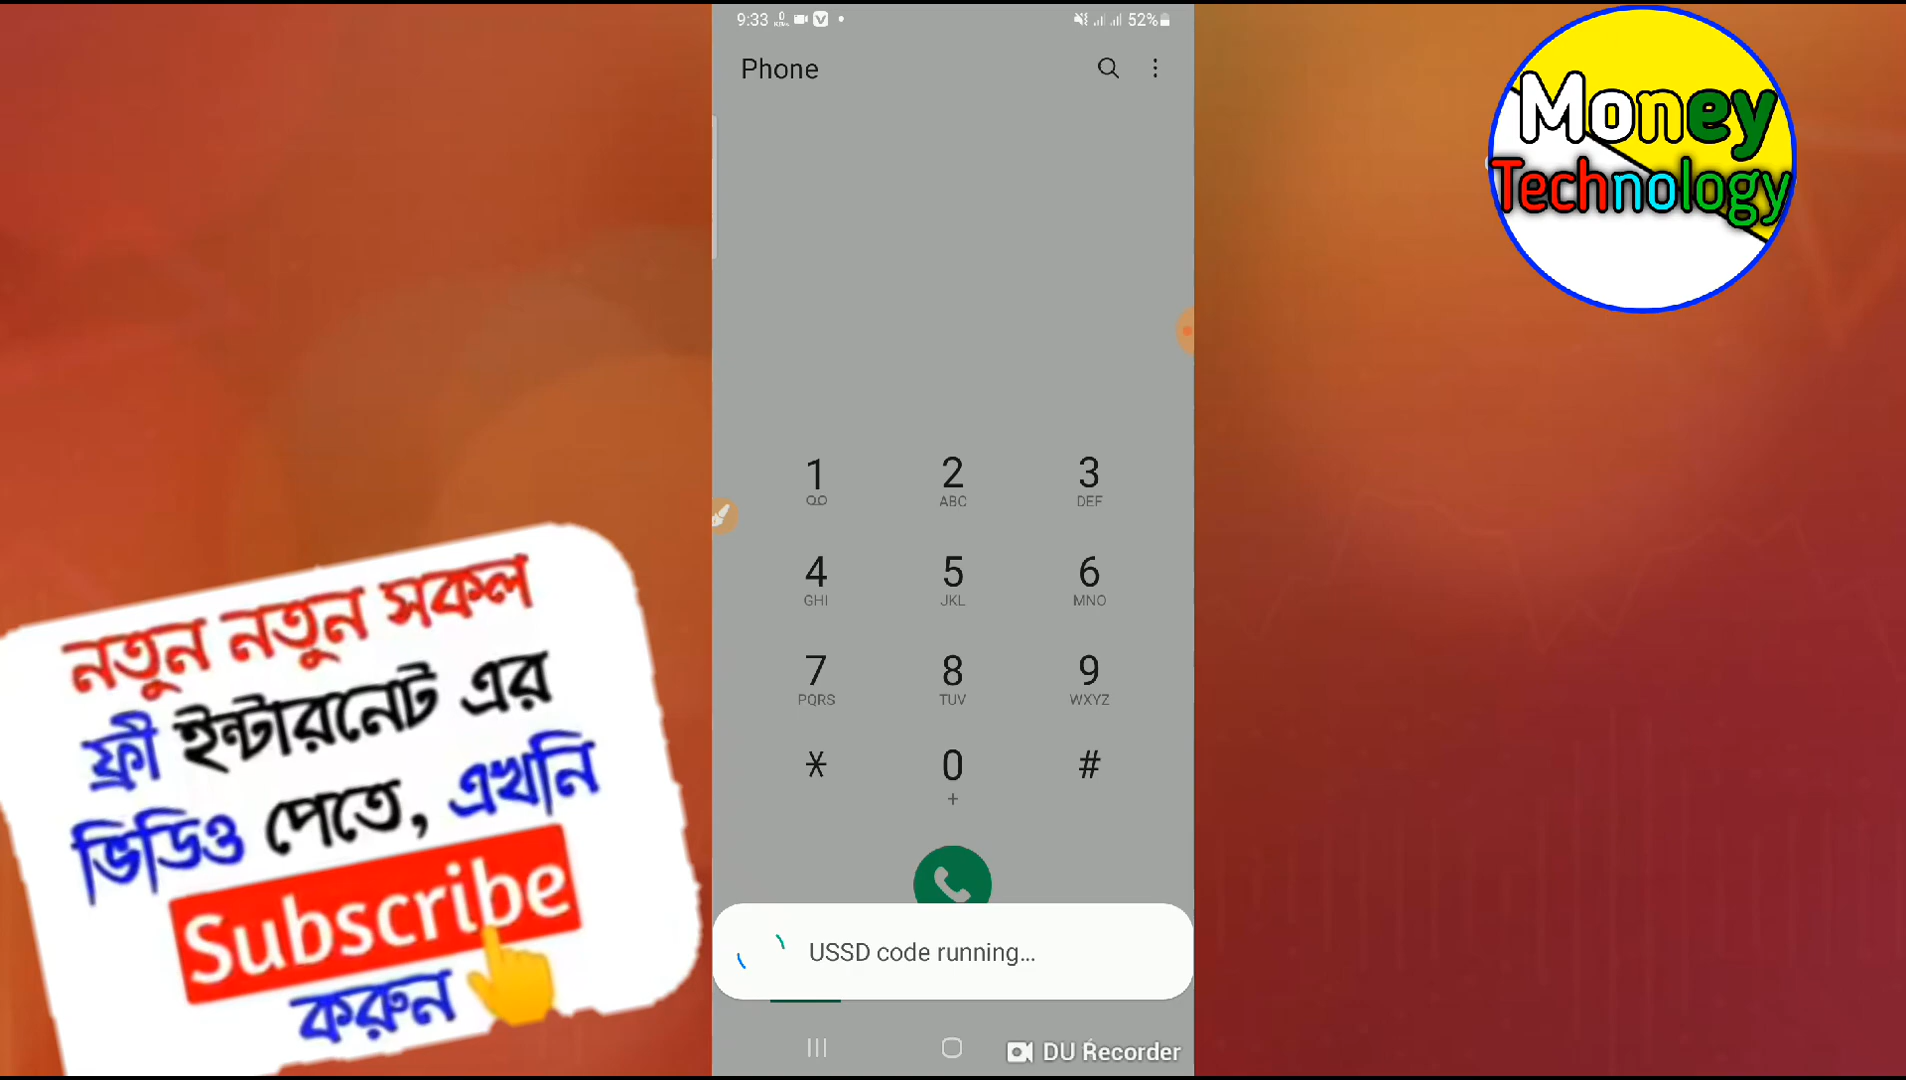 9:33
52%
Phone
Money
Technology
1
2
ABC
3
DEF
4
GHI
5
JKL
6
MNO
7
PQRS
8
TUV
9
WXYZ
*
0
+
#
USSD code running...
DU Recorder
নতুন নতুন সকল
ফ্রী ইন্টারনেট এর
ভিডিও পেতে, এখনি
Subscribe
করুন